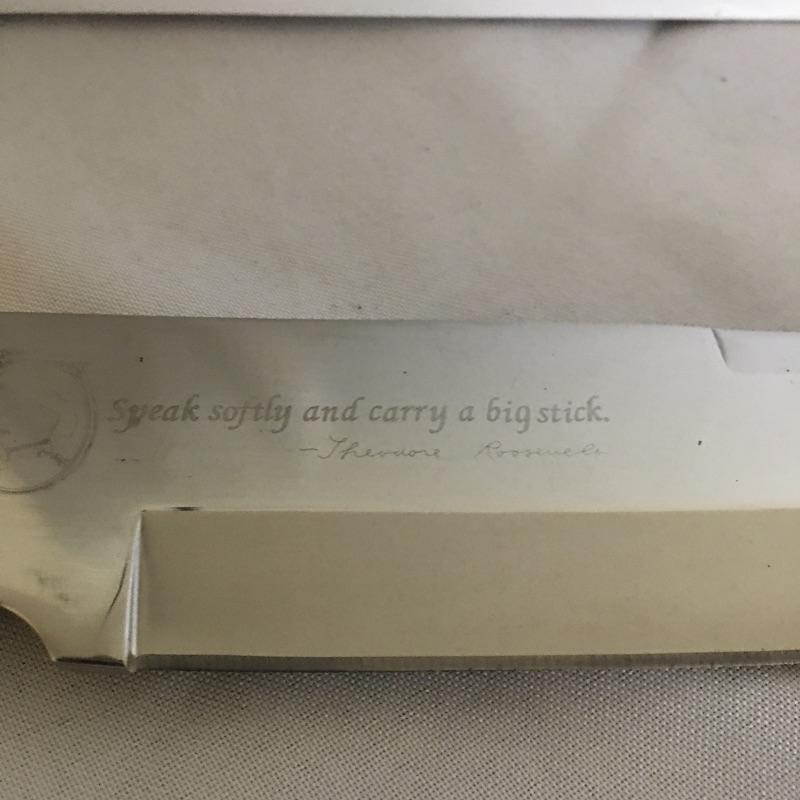 Speak softly and carry a big stick.
-Theodore Roosevelt